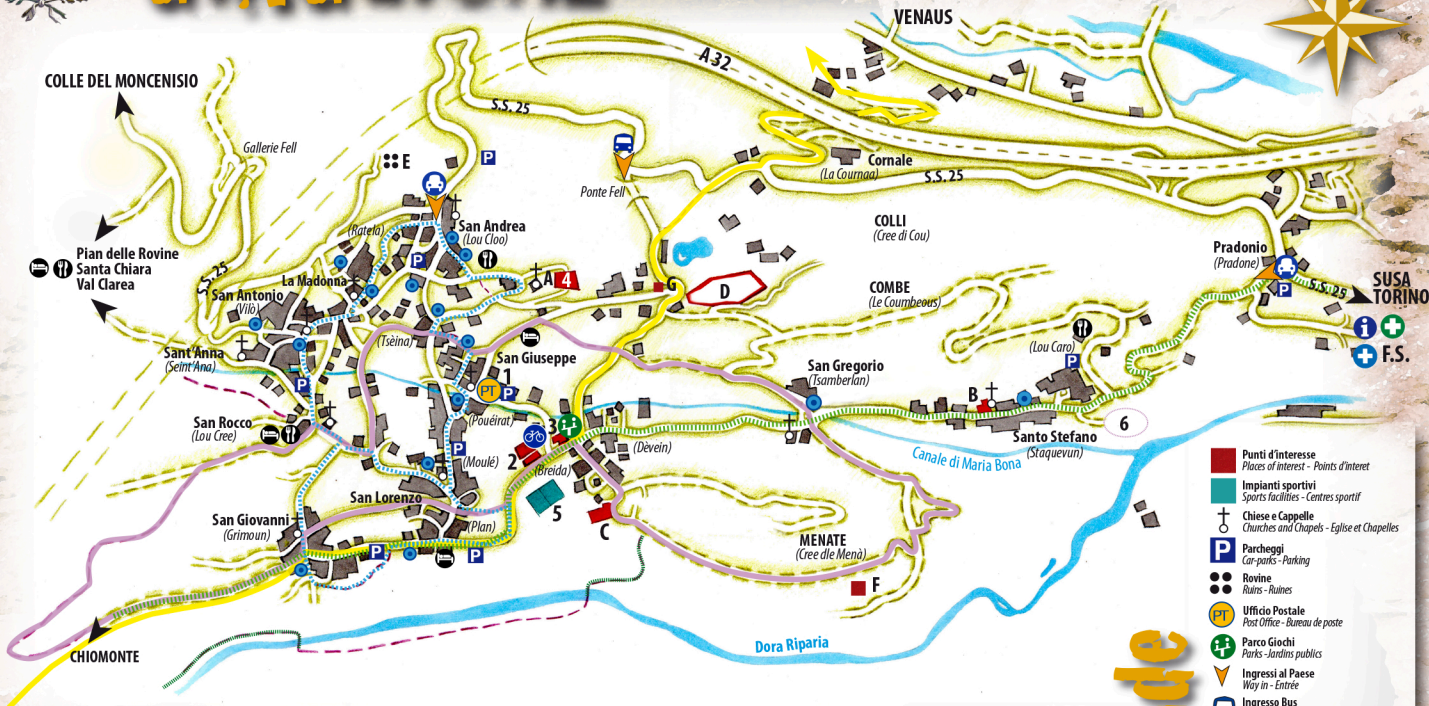 VENAUS
A 32
COLLE DEL MONCENISIO
S.S. 25
Gallerie Fell
E
P
Cornale
(La Cournaa)
S.S. 25
Ponte Fell
San Andrea
(Lou Cloo)
(Ratela)
COLLI
(Cree di Cou)
Pradonio
(Pradone)
P
Pian delle Rovine
Santa Chiara
Val Clarea
P
La Madonna
A
4
G
D
COMBE
(Le Coumbeous)
S.S. 25
SUSA
TORINO
S.S. 25
San Antonio
(Vilò)
i
F.S.
(Tsèina)
(Lou Caro)
P
Sant'Anna
(Seint'Ana)
San Giuseppe
San Gregorio
(Tsamberlan)
P
PT
1
P
B
San Rocco
(Lou Cree)
(Pouéirat)
3
6
Santo Stefano
(Staquevun)
P
(Dèvein)
Canale di Maria Bona
(Moulé)
2
(Breida)
San Lorenzo
5
C
San Giovanni
(Grimoun)
(Plan)
MENATE
(Cree dle Menà)
P
P
F
CHIOMONTE
Dora Riparia
Punti d'interesse
Places of interest - Points d'interet
Impianti sportivi
Sports facilities - Centres sportif
Chiese e Cappelle
Churches and Chapels - Eglise et Chapelles
P
Parcheggi
Car-parks - Parking
Rovine
Ruins - Ruines
PT
Ufficio Postale
Post Office - Bureau de poste
Parco Giochi
Parks - Jardins publics
Ingressi al Paese
Way in - Entrée
Ingresso Bus